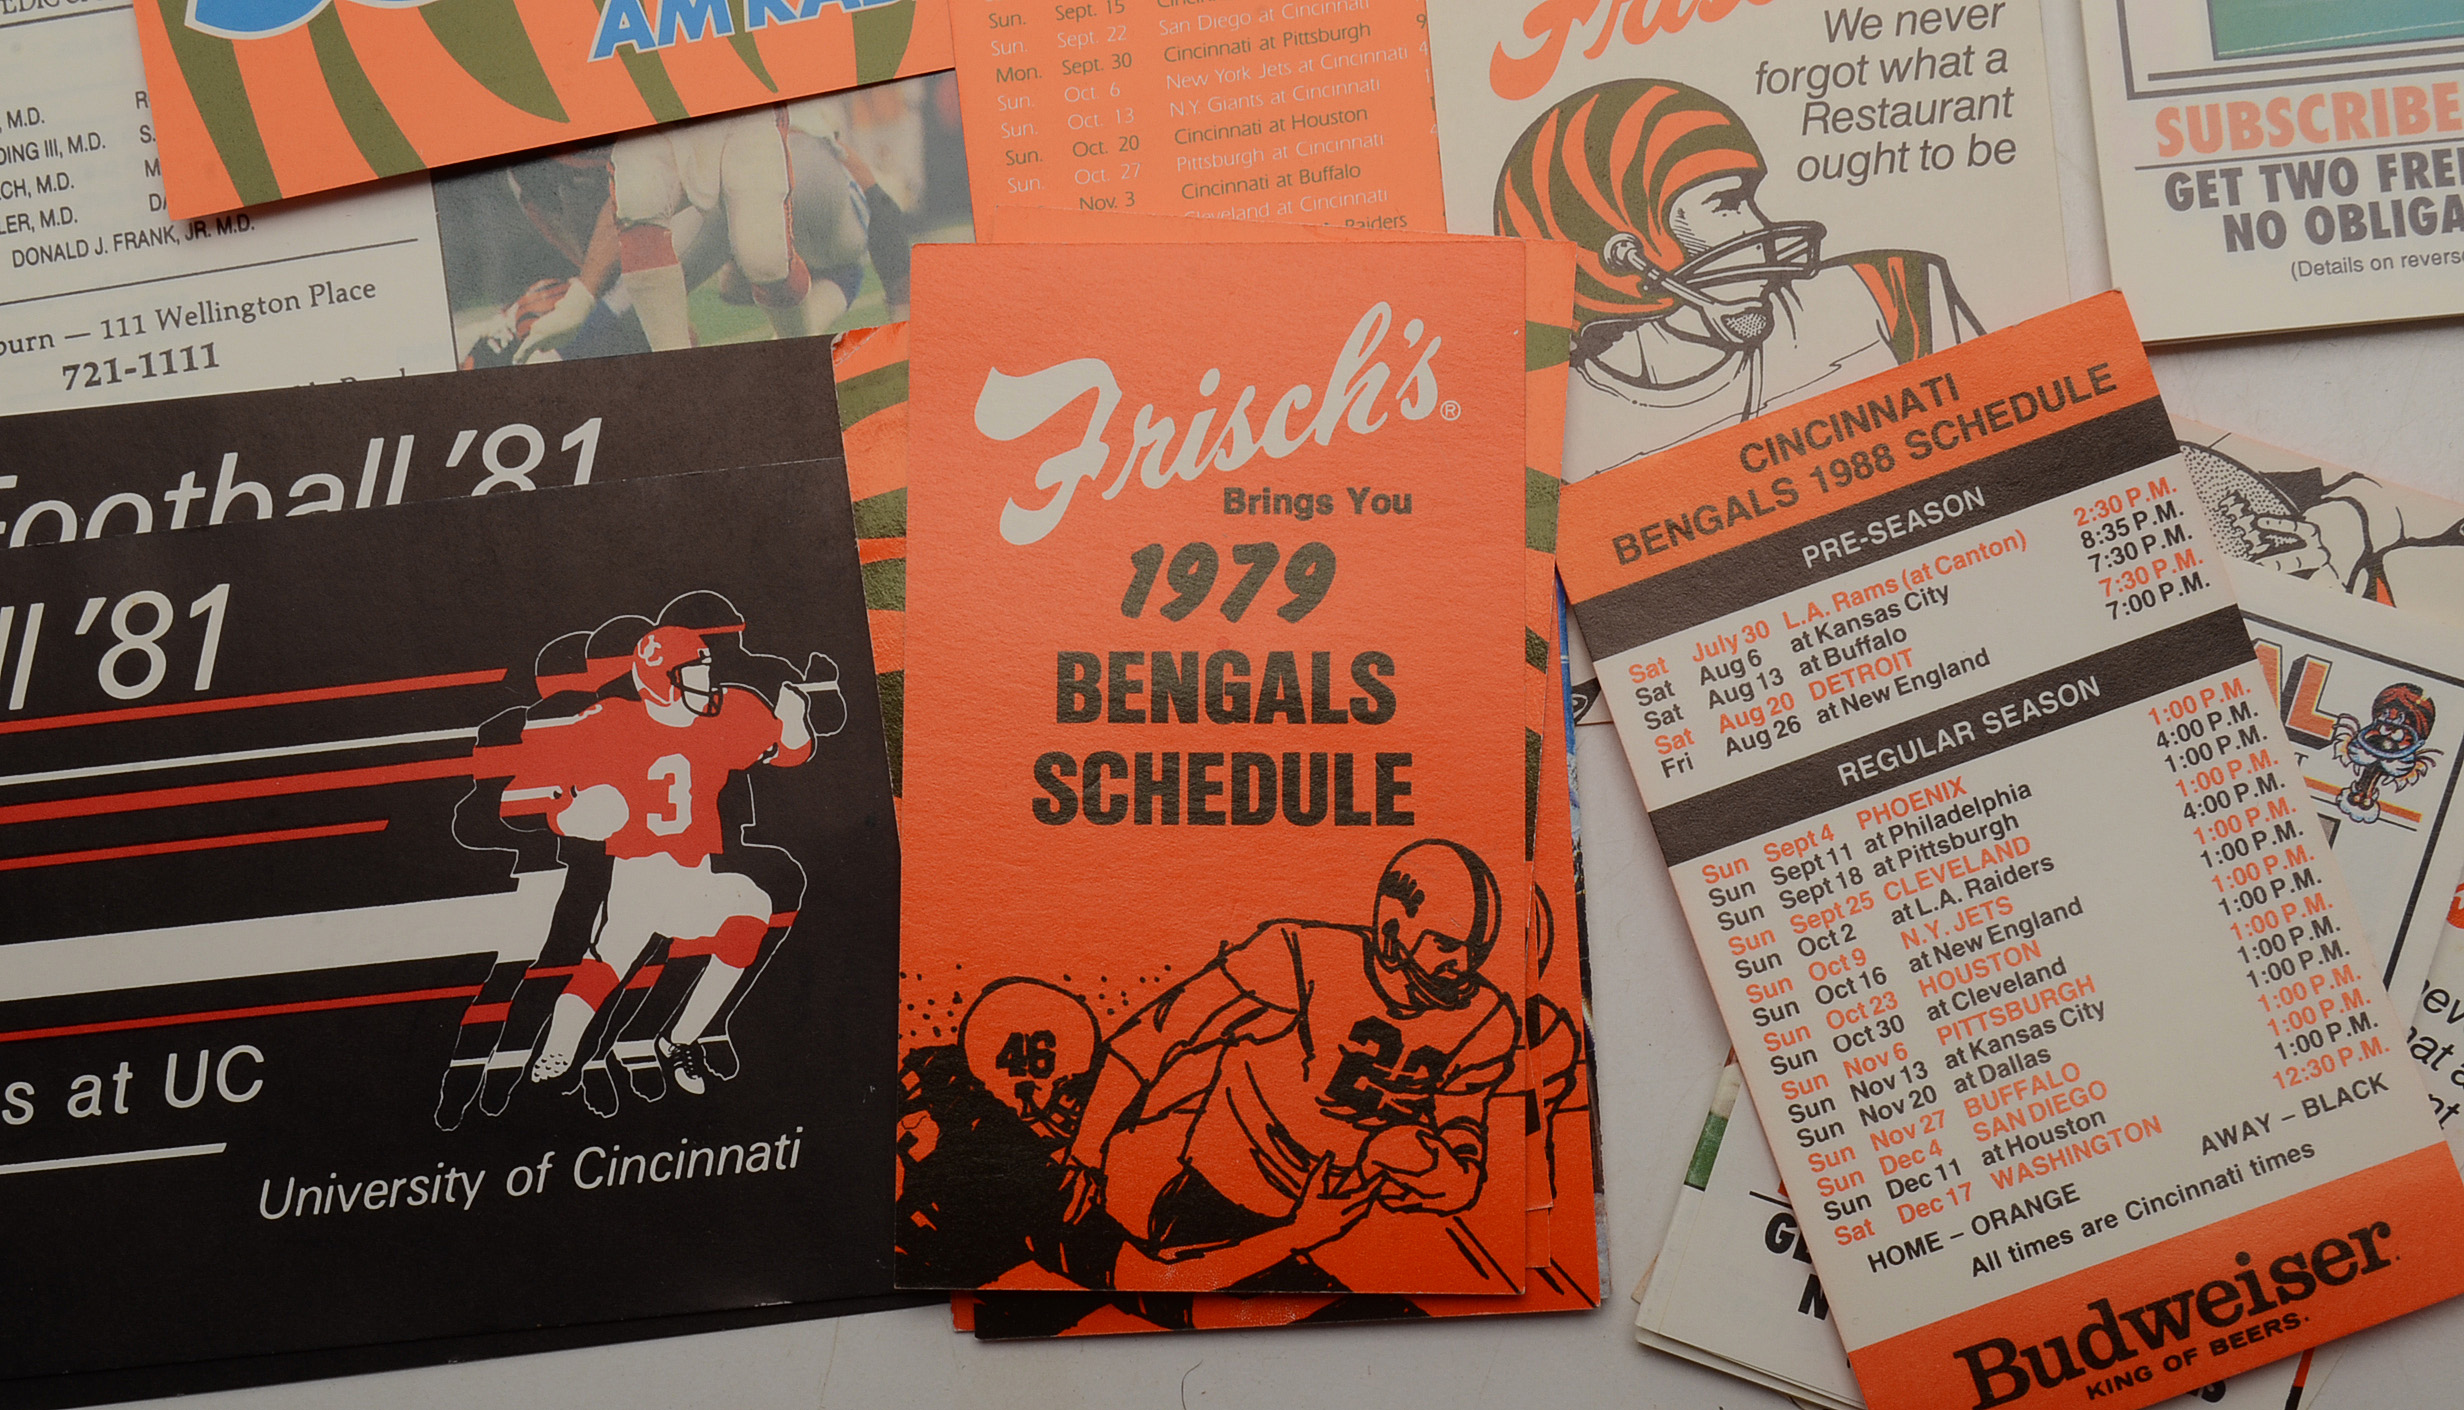 AM RAD
M.D.
DING III, M.D.
CH, M.D.
LER, M.D.
DONALD J. FRANK, JR. M.D.
burn — 111 Wellington Place
721-1111
Football '81
ll '81
3
s at UC
University of Cincinnati
Sun. Sept. 15
Sun. Sept. 22 San Diego at Cincinnati
Mon. Sept. 30 Cincinnati at Pittsburgh 9
Sun. Oct. 6 New York Jets at Cincinnati 4
Sun. Oct. 13 N.Y. Giants at Cincinnati 1
Sun. Oct. 20 Cincinnati at Houston
Sun. Oct. 27 Pittsburgh at Cincinnati 4
Nov. 3 Cincinnati at Buffalo
Cleveland at Cincinnati
Raiders
Frisch's®
Brings You
1979
BENGALS
SCHEDULE
46
22
Frisch's
We never
forgot what a
Restaurant
ought to be
SUBSCRIBE
GET TWO FREE
NO OBLIGA
(Details on reverse
CINCINNATI
BENGALS 1988 SCHEDULE
PRE-SEASON
Sat July 30 L.A. Rams (at Canton) 2:30 P.M.
Sat Aug 6 at Kansas City 8:35 P.M.
Sat Aug 13 at Buffalo 7:30 P.M.
Sat Aug 20 DETROIT 7:30 P.M.
Fri Aug 26 at New England 7:00 P.M.
REGULAR SEASON
Sun Sept 4 PHOENIX 1:00 P.M.
Sun Sept 11 at Philadelphia 4:00 P.M.
Sun Sept 18 at Pittsburgh 1:00 P.M.
Sun Sept 25 CLEVELAND 1:00 P.M.
Sun Oct 2 at L.A. Raiders 4:00 P.M.
Sun Oct 9 N.Y. JETS 1:00 P.M.
Sun Oct 16 at New England 1:00 P.M.
Sun Oct 23 HOUSTON 1:00 P.M.
Sun Oct 30 at Cleveland 1:00 P.M.
Sun Nov 6 PITTSBURGH 1:00 P.M.
Sun Nov 13 at Kansas City 1:00 P.M.
Sun Nov 20 at Dallas 1:00 P.M.
Sun Nov 27 BUFFALO 1:00 P.M.
Sun Dec 4 SAN DIEGO 1:00 P.M.
Sun Dec 11 at Houston 1:00 P.M.
Sat Dec 17 WASHINGTON 12:30 P.M.
HOME – ORANGE AWAY – BLACK
All times are Cincinnati times
Budweiser.
KING OF BEERS.